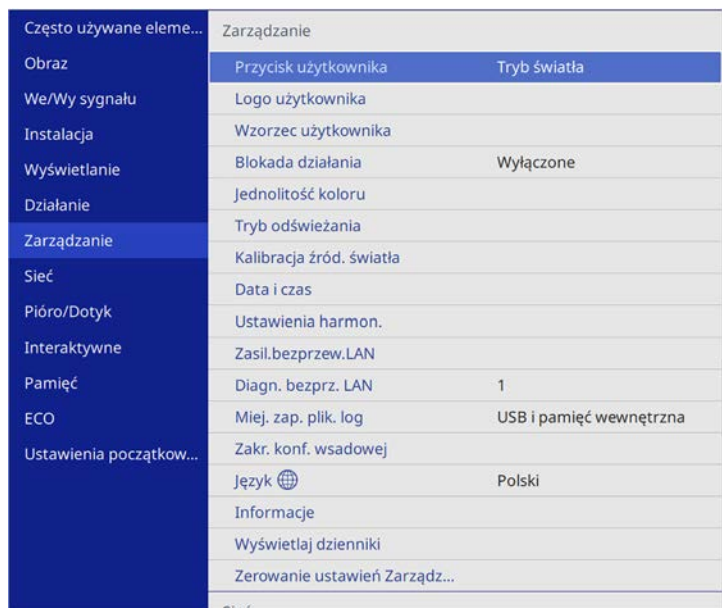 Często używane eleme...
Obraz
We/Wy sygnału
Instalacja
Wyświetlanie
Działanie
Zarządzanie
Sieć
Pióro/Dotyk
Interaktywne
Pamięć
ECO
Ustawienia początkow...
Zarządzanie
Przycisk użytkownika Tryb światła
Logo użytkownika
Wzorzec użytkownika
Blokada działania Wyłączone
Jednolitość koloru
Tryb odświeżania
Kalibracja źród. światła
Data i czas
Ustawienia harmon.
Zasil.bezprzew.LAN
Diagn. bezprz. LAN 1
Miej. zap. plik. log USB i pamięć wewnętrzna
Zakr. konf. wsadowej
Język Polski
Informacje
Wyświetlaj dzienniki
Zerowanie ustawień Zarządz...